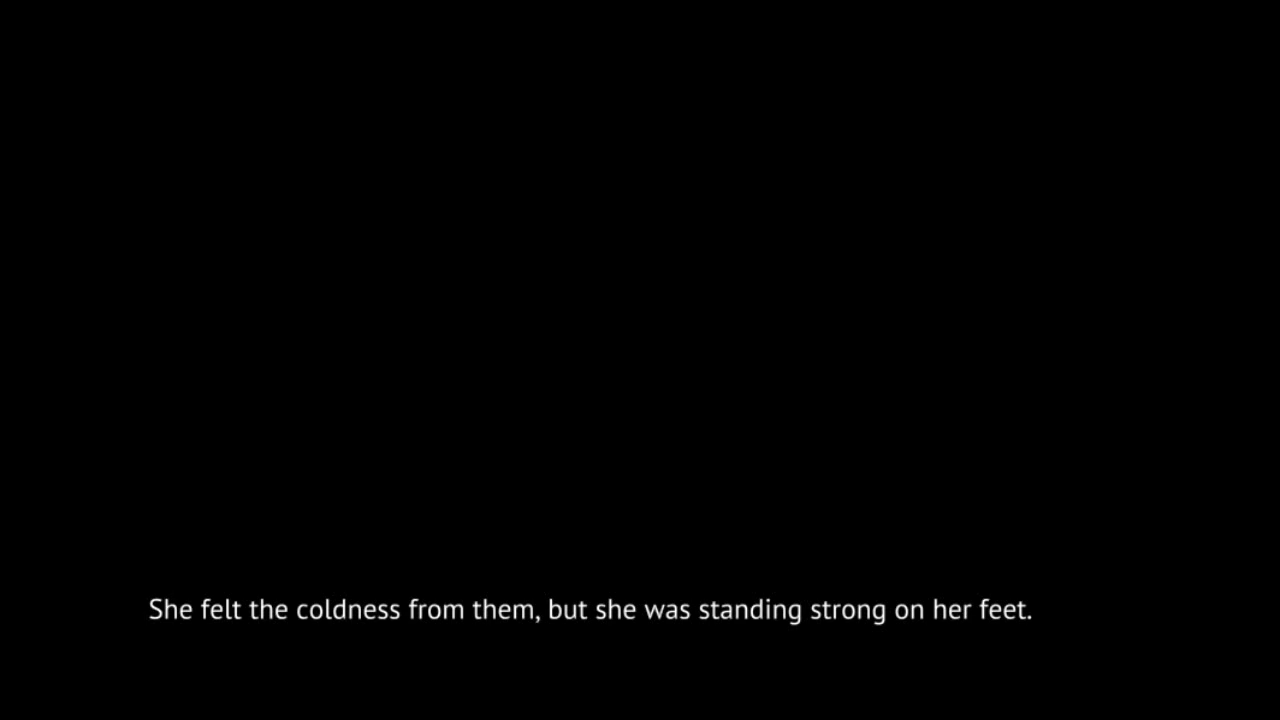 She felt the coldness from them, but she was standing strong on her feet.